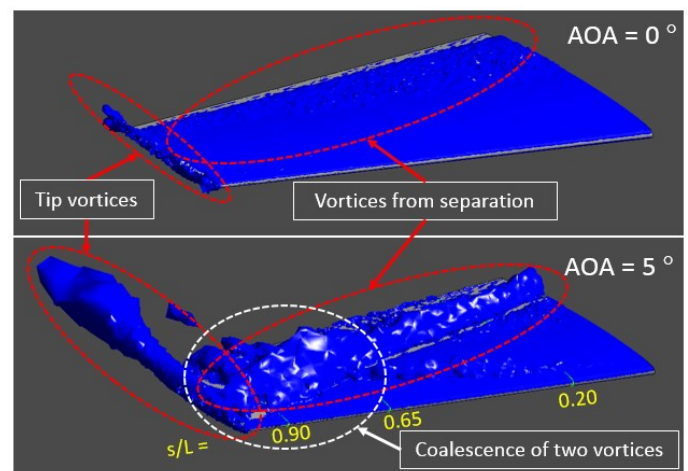 AOA = 0 °
Tip vortices
Vortices from separation
AOA = 5 °
s/L =
0.90
0.65
0.20
Coalescence of two vortices